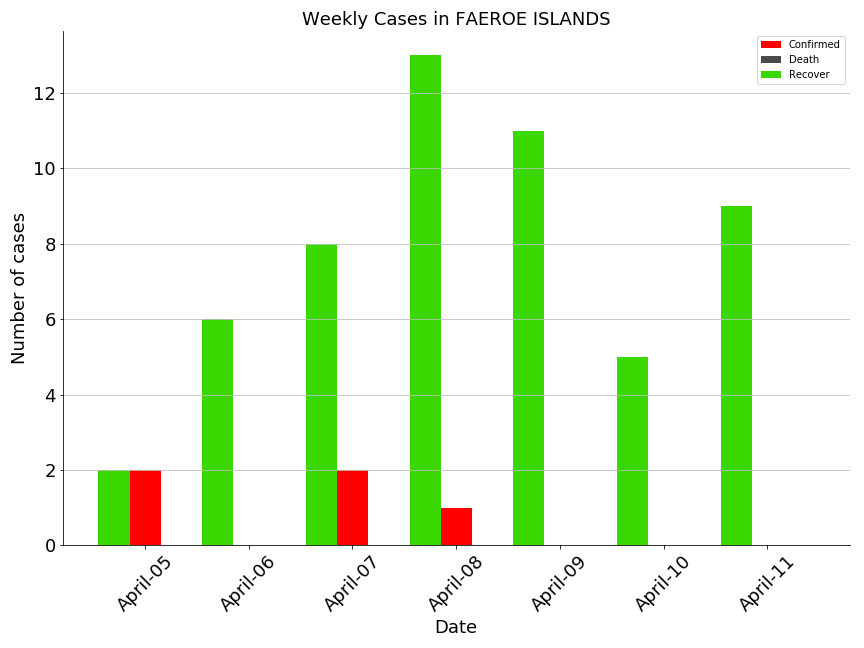 Weekly Cases in FAEROE ISLANDS
Confirmed
Death
Recover
Number of cases
12
10
8
6
4
2
0
April-05
April-06
April-07
April-08
April-09
April-10
April-11
Date